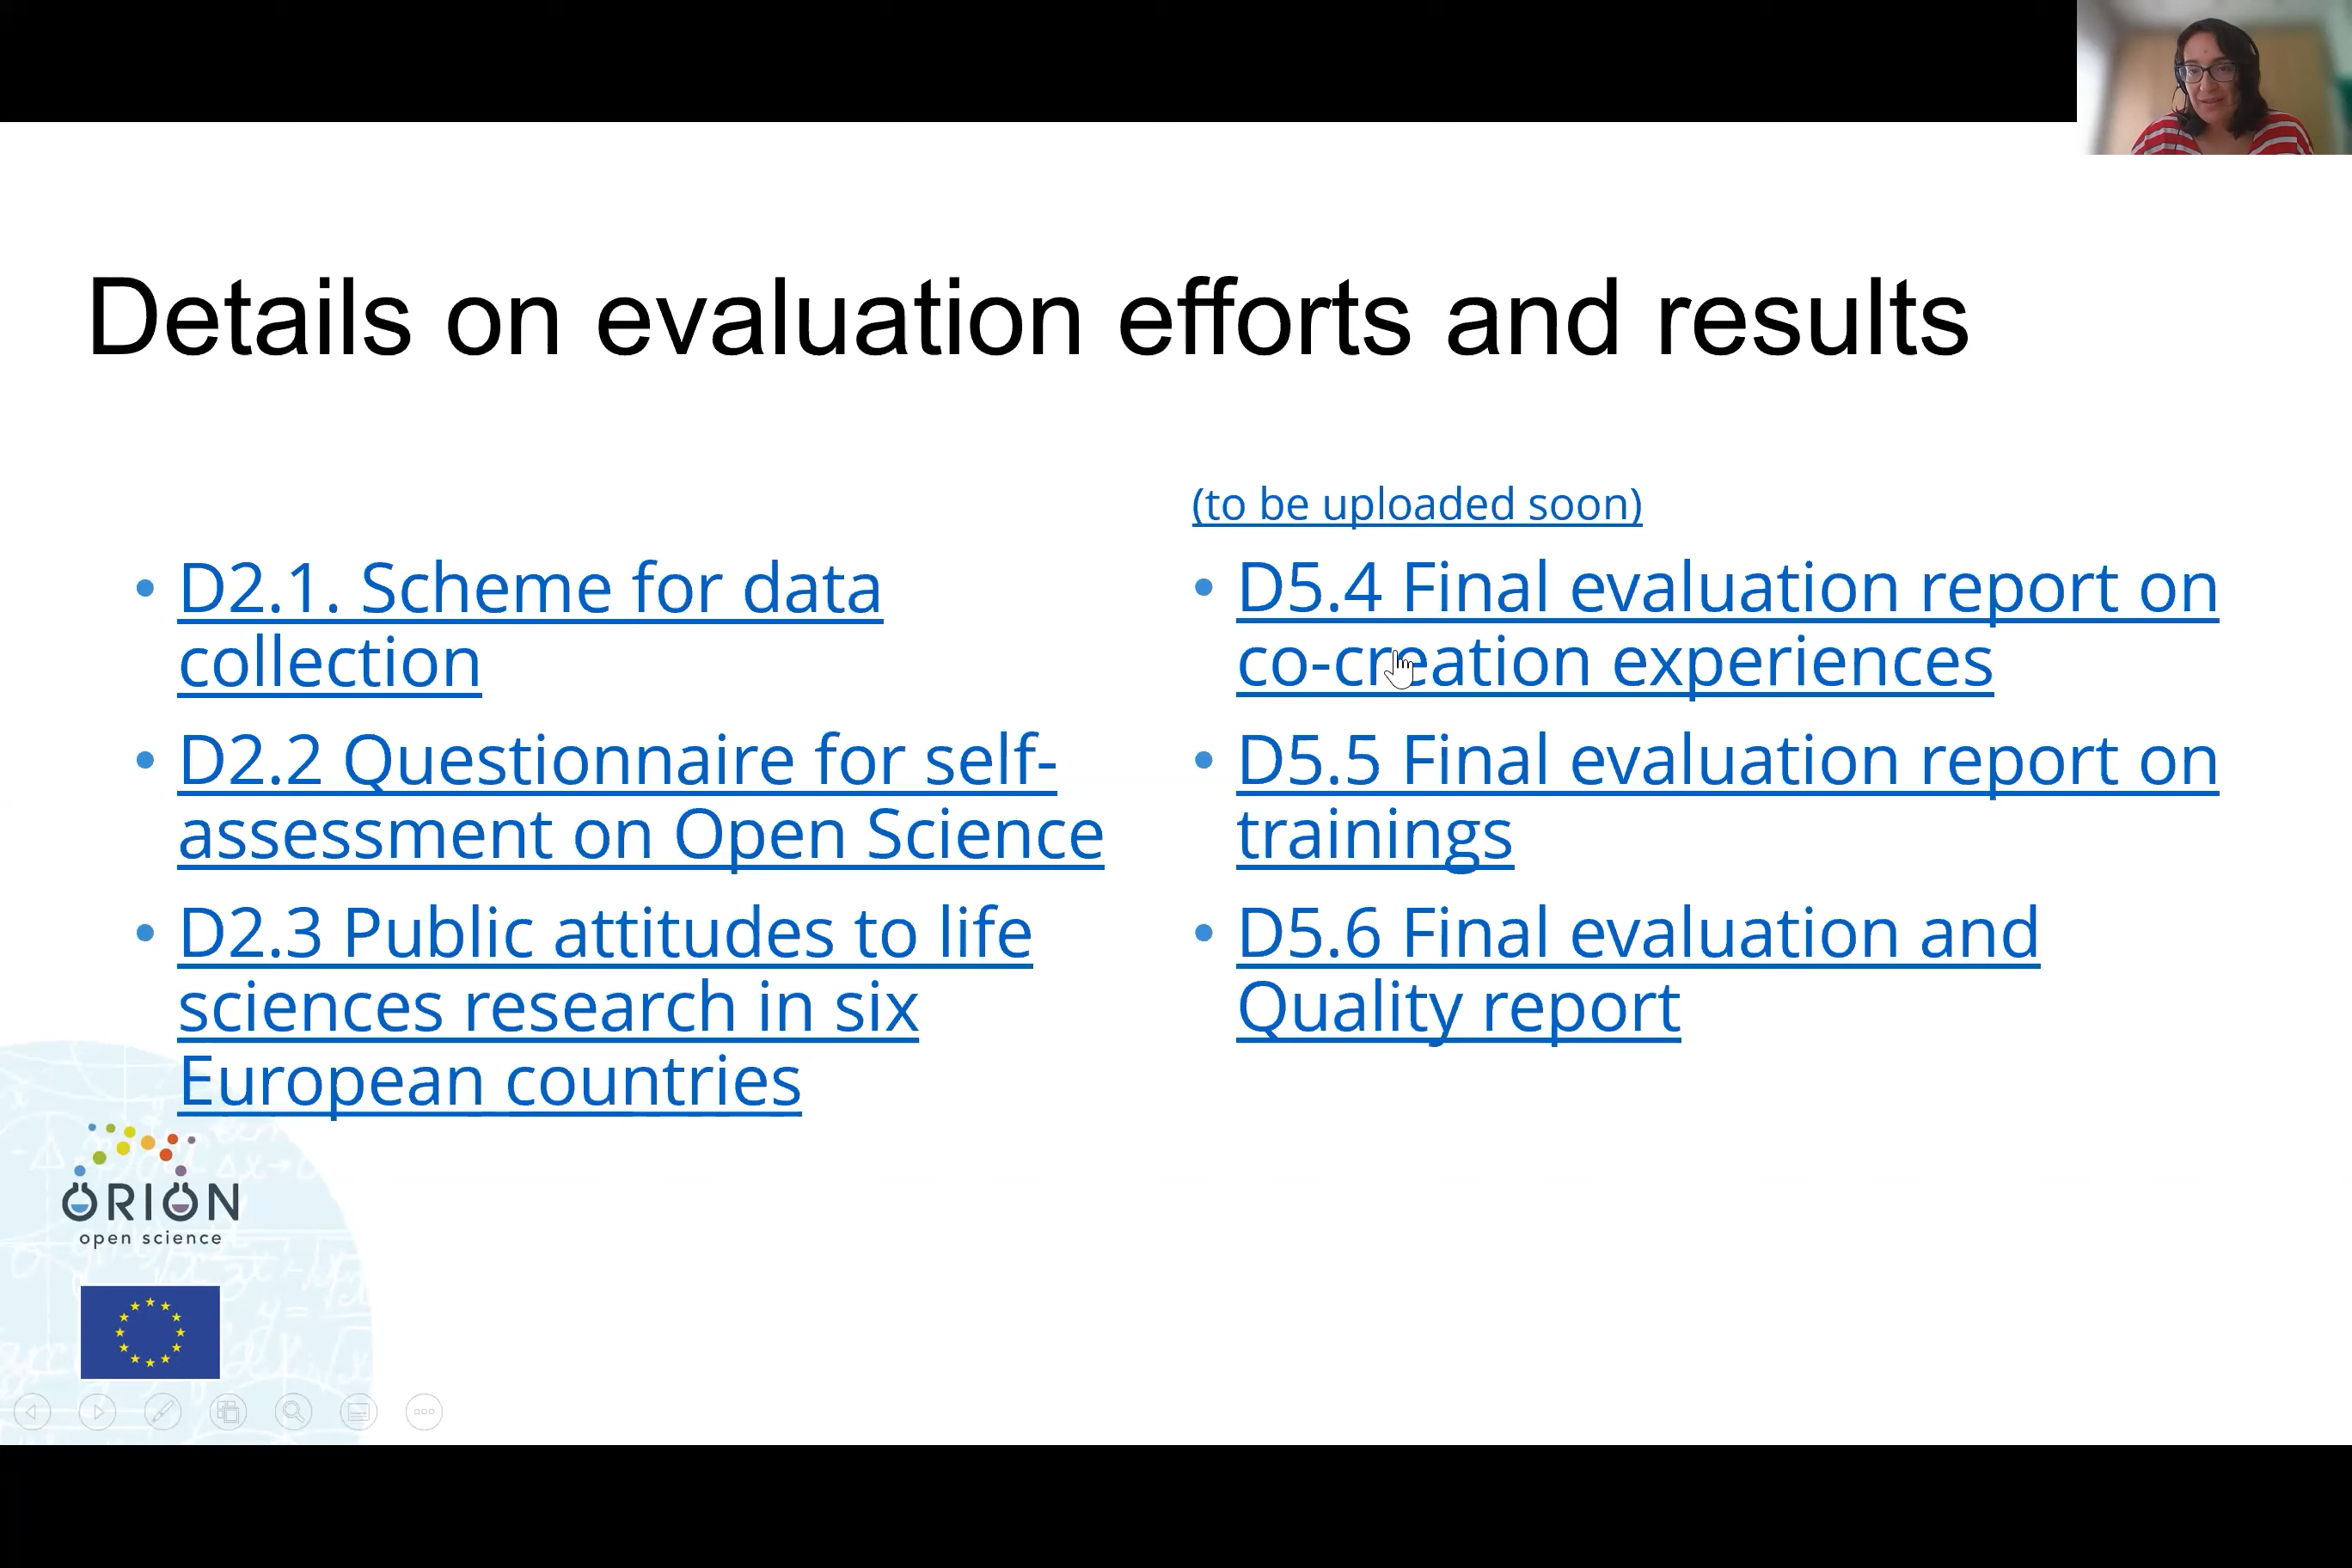 Details on evaluation efforts and results
• D2.1. Scheme for data
collection
• D2.2 Questionnaire for self-
assessment on Open Science
• D2.3 Public attitudes to life
sciences research in six
European countries
(to be uploaded soon)
• D5.4 Final evaluation report on
co-creation experiences
• D5.5 Final evaluation report on
trainings
• D5.6 Final evaluation and
Quality report
ORION
open science